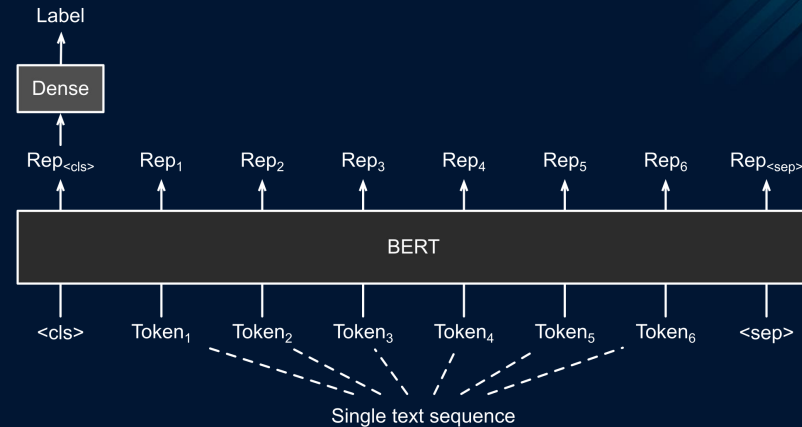 Label
Dense
Rep<cls> Rep₁ Rep₂ Rep₃ Rep₄ Rep₅ Rep₆ Rep<sep>
BERT
<cls> Token₁ Token₂ Token₃ Token₄ Token₅ Token₆ <sep>
Single text sequence